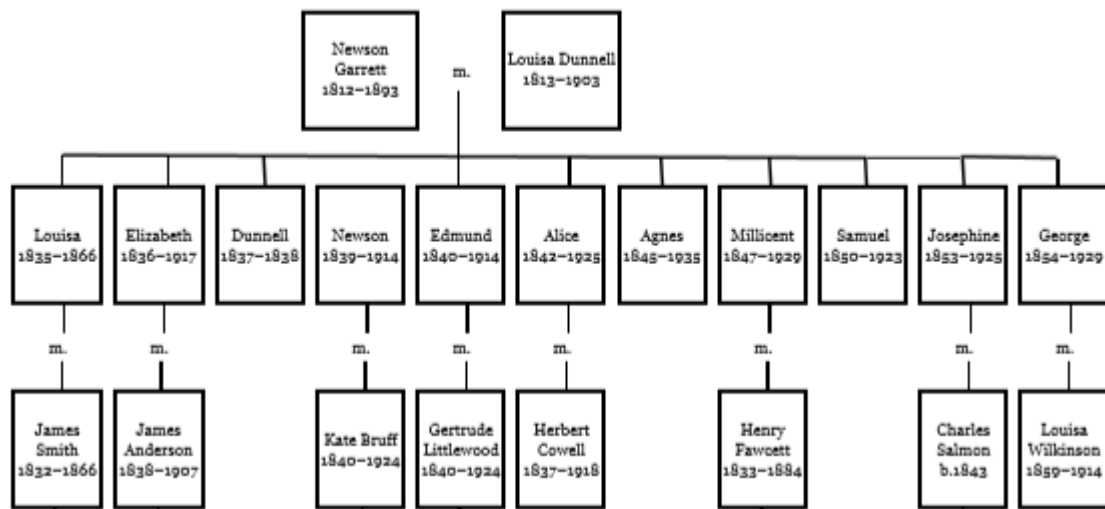 Newson
Garrett
1812–1893
m.
Louisa Dunnell
1813–1903
Louisa
1835–1866
Elizabeth
1836–1917
Dunnell
1837–1838
Newson
1839–1914
Edmund
1840–1914
Alice
1842–1925
Agnes
1845–1935
Millicent
1847–1929
Samuel
1850–1923
Josephine
1853–1925
George
1854–1929
m.
m.
m.
m.
m.
m.
m.
m.
James
Smith
1832–1866
James
Anderson
1838–1907
Kate Bruff
1840–1924
Gertrude
Littlewood
1840–1924
Herbert
Cowell
1837–1918
Henry
Fawcett
1833–1884
Charles
Salmon
b.1843
Louisa
Wilkinson
1859–1914